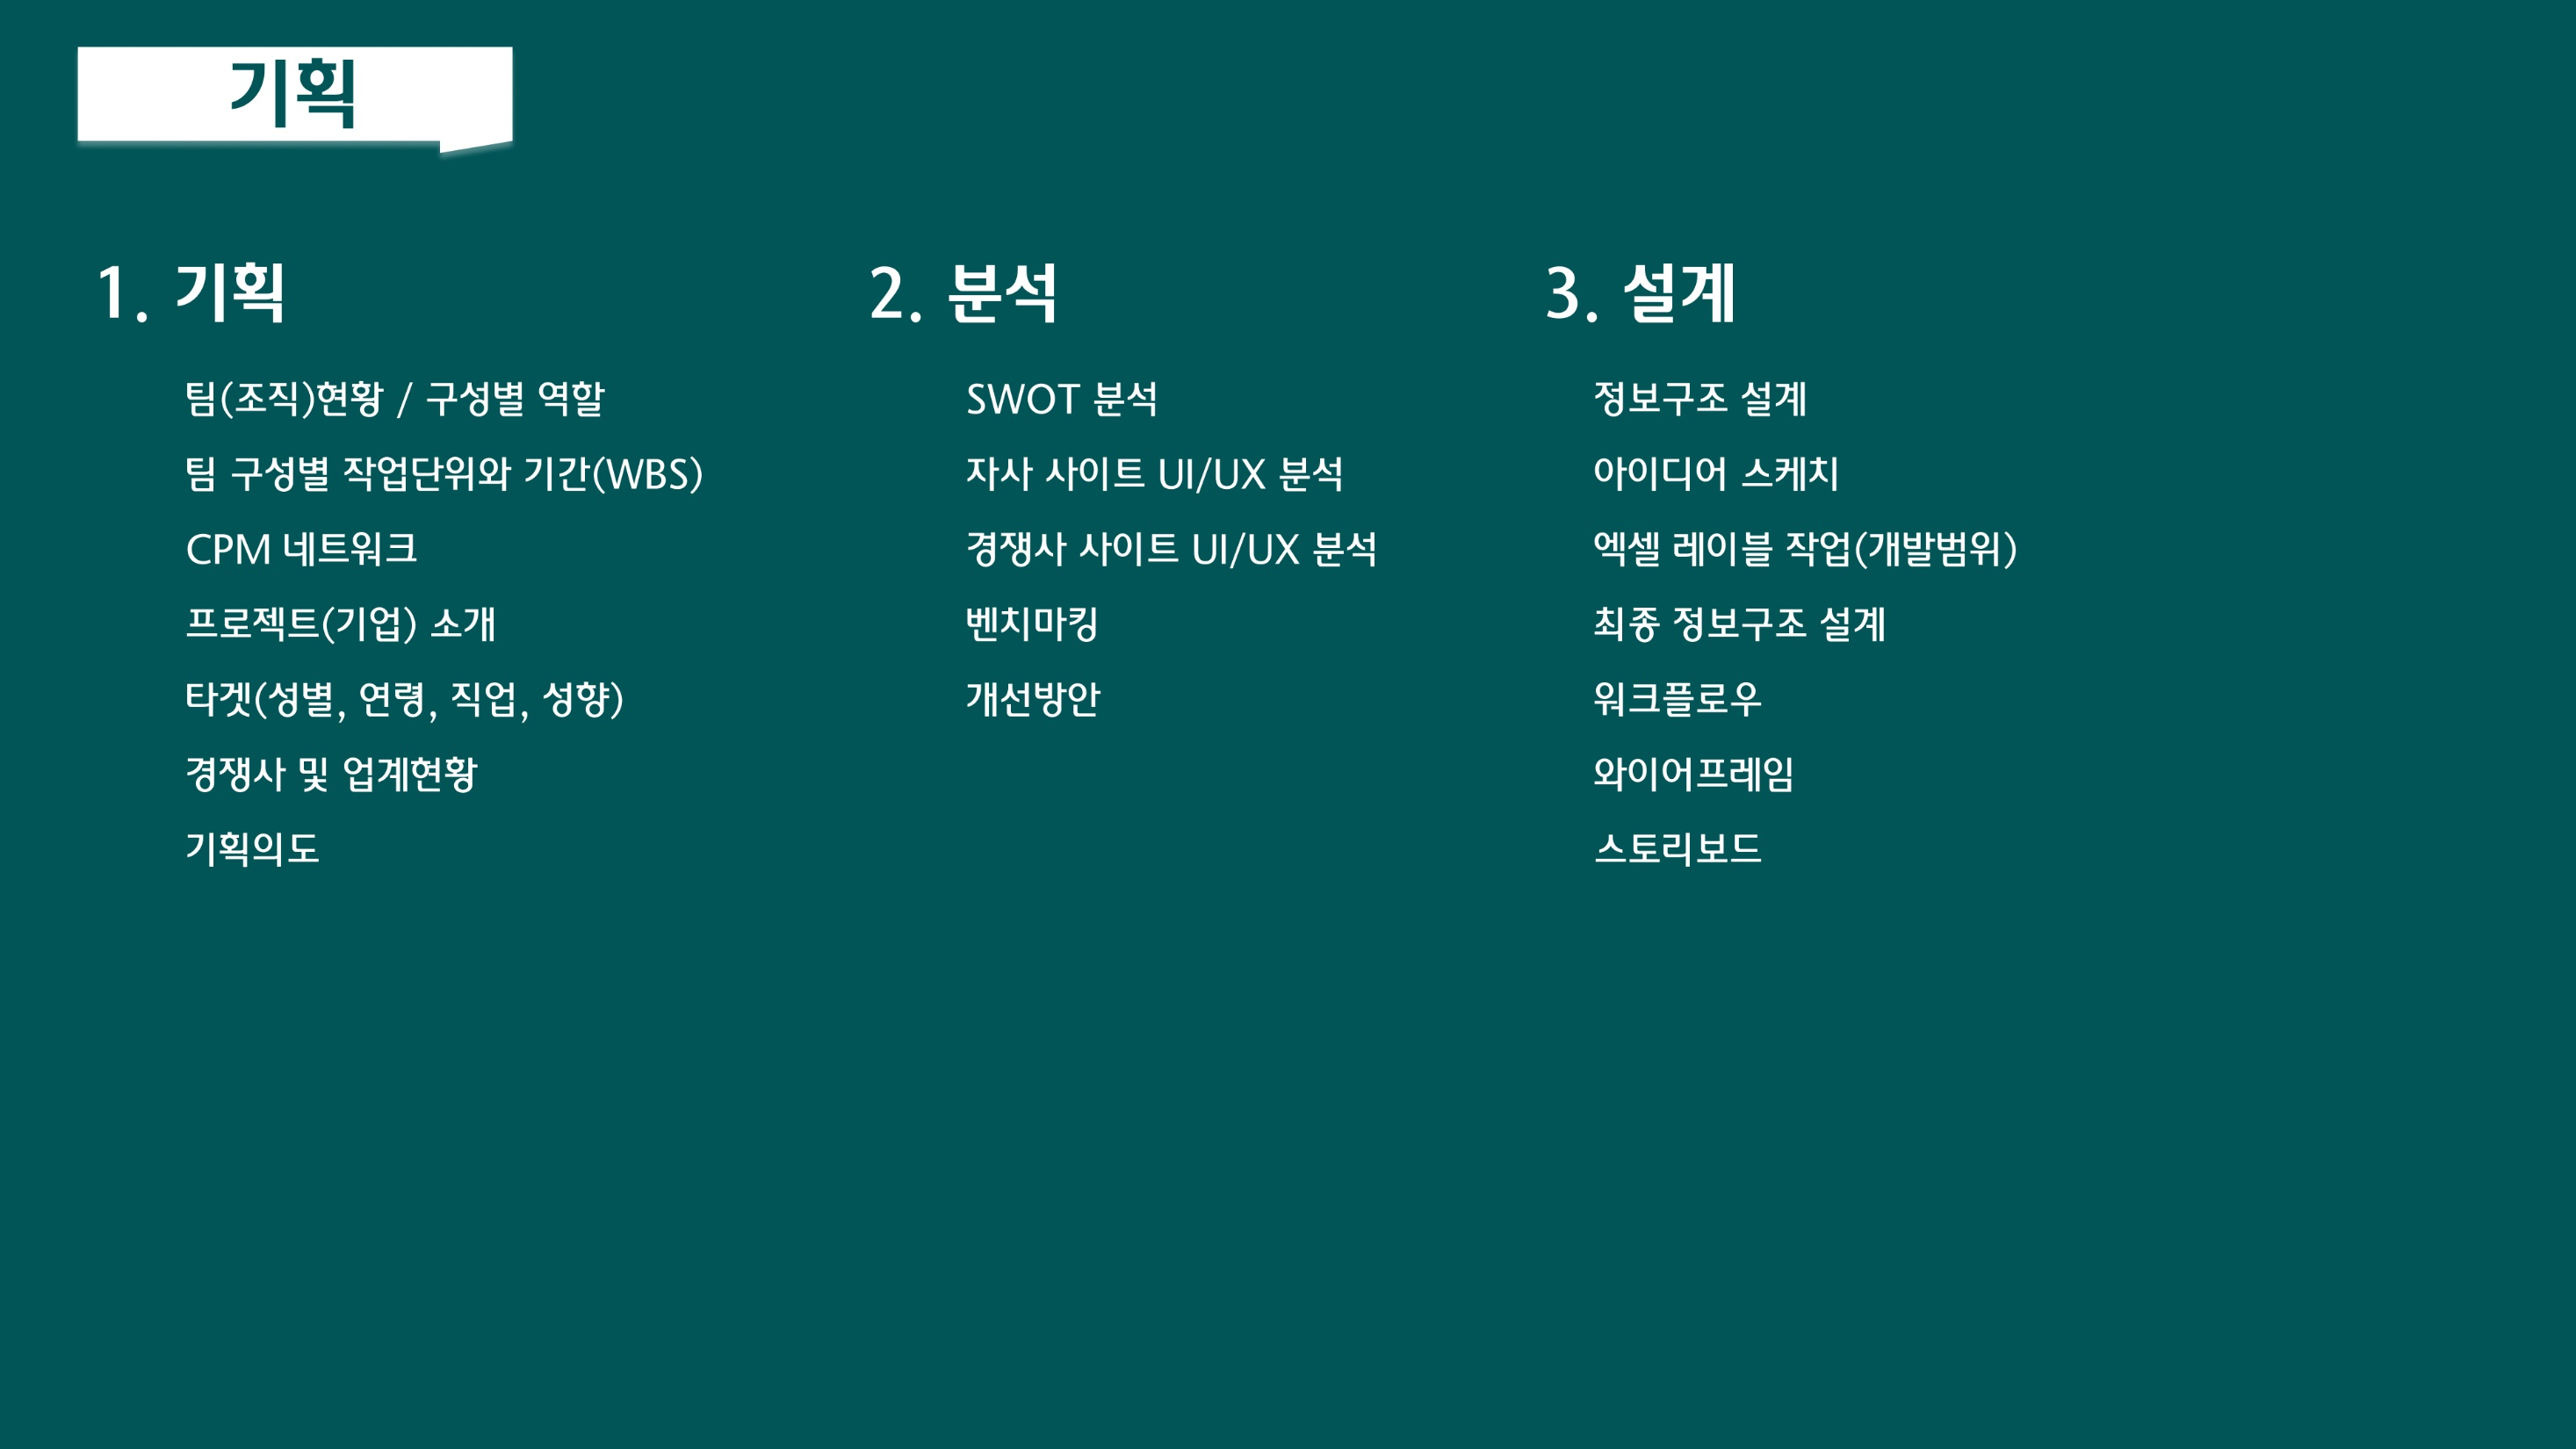 기획
1. 기획
팀(조직)현황 / 구성별 역할
팀 구성별 작업단위와 기간(WBS)
CPM 네트워크
프로젝트(기업) 소개
타겟(성별, 연령, 직업, 성향)
경쟁사 및 업계현황
기획의도
2. 분석
SWOT 분석
자사 사이트 UI/UX 분석
경쟁사 사이트 UI/UX 분석
벤치마킹
개선방안
3. 설계
정보구조 설계
아이디어 스케치
엑셀 레이블 작업(개발범위)
최종 정보구조 설계
워크플로우
와이어프레임
스토리보드